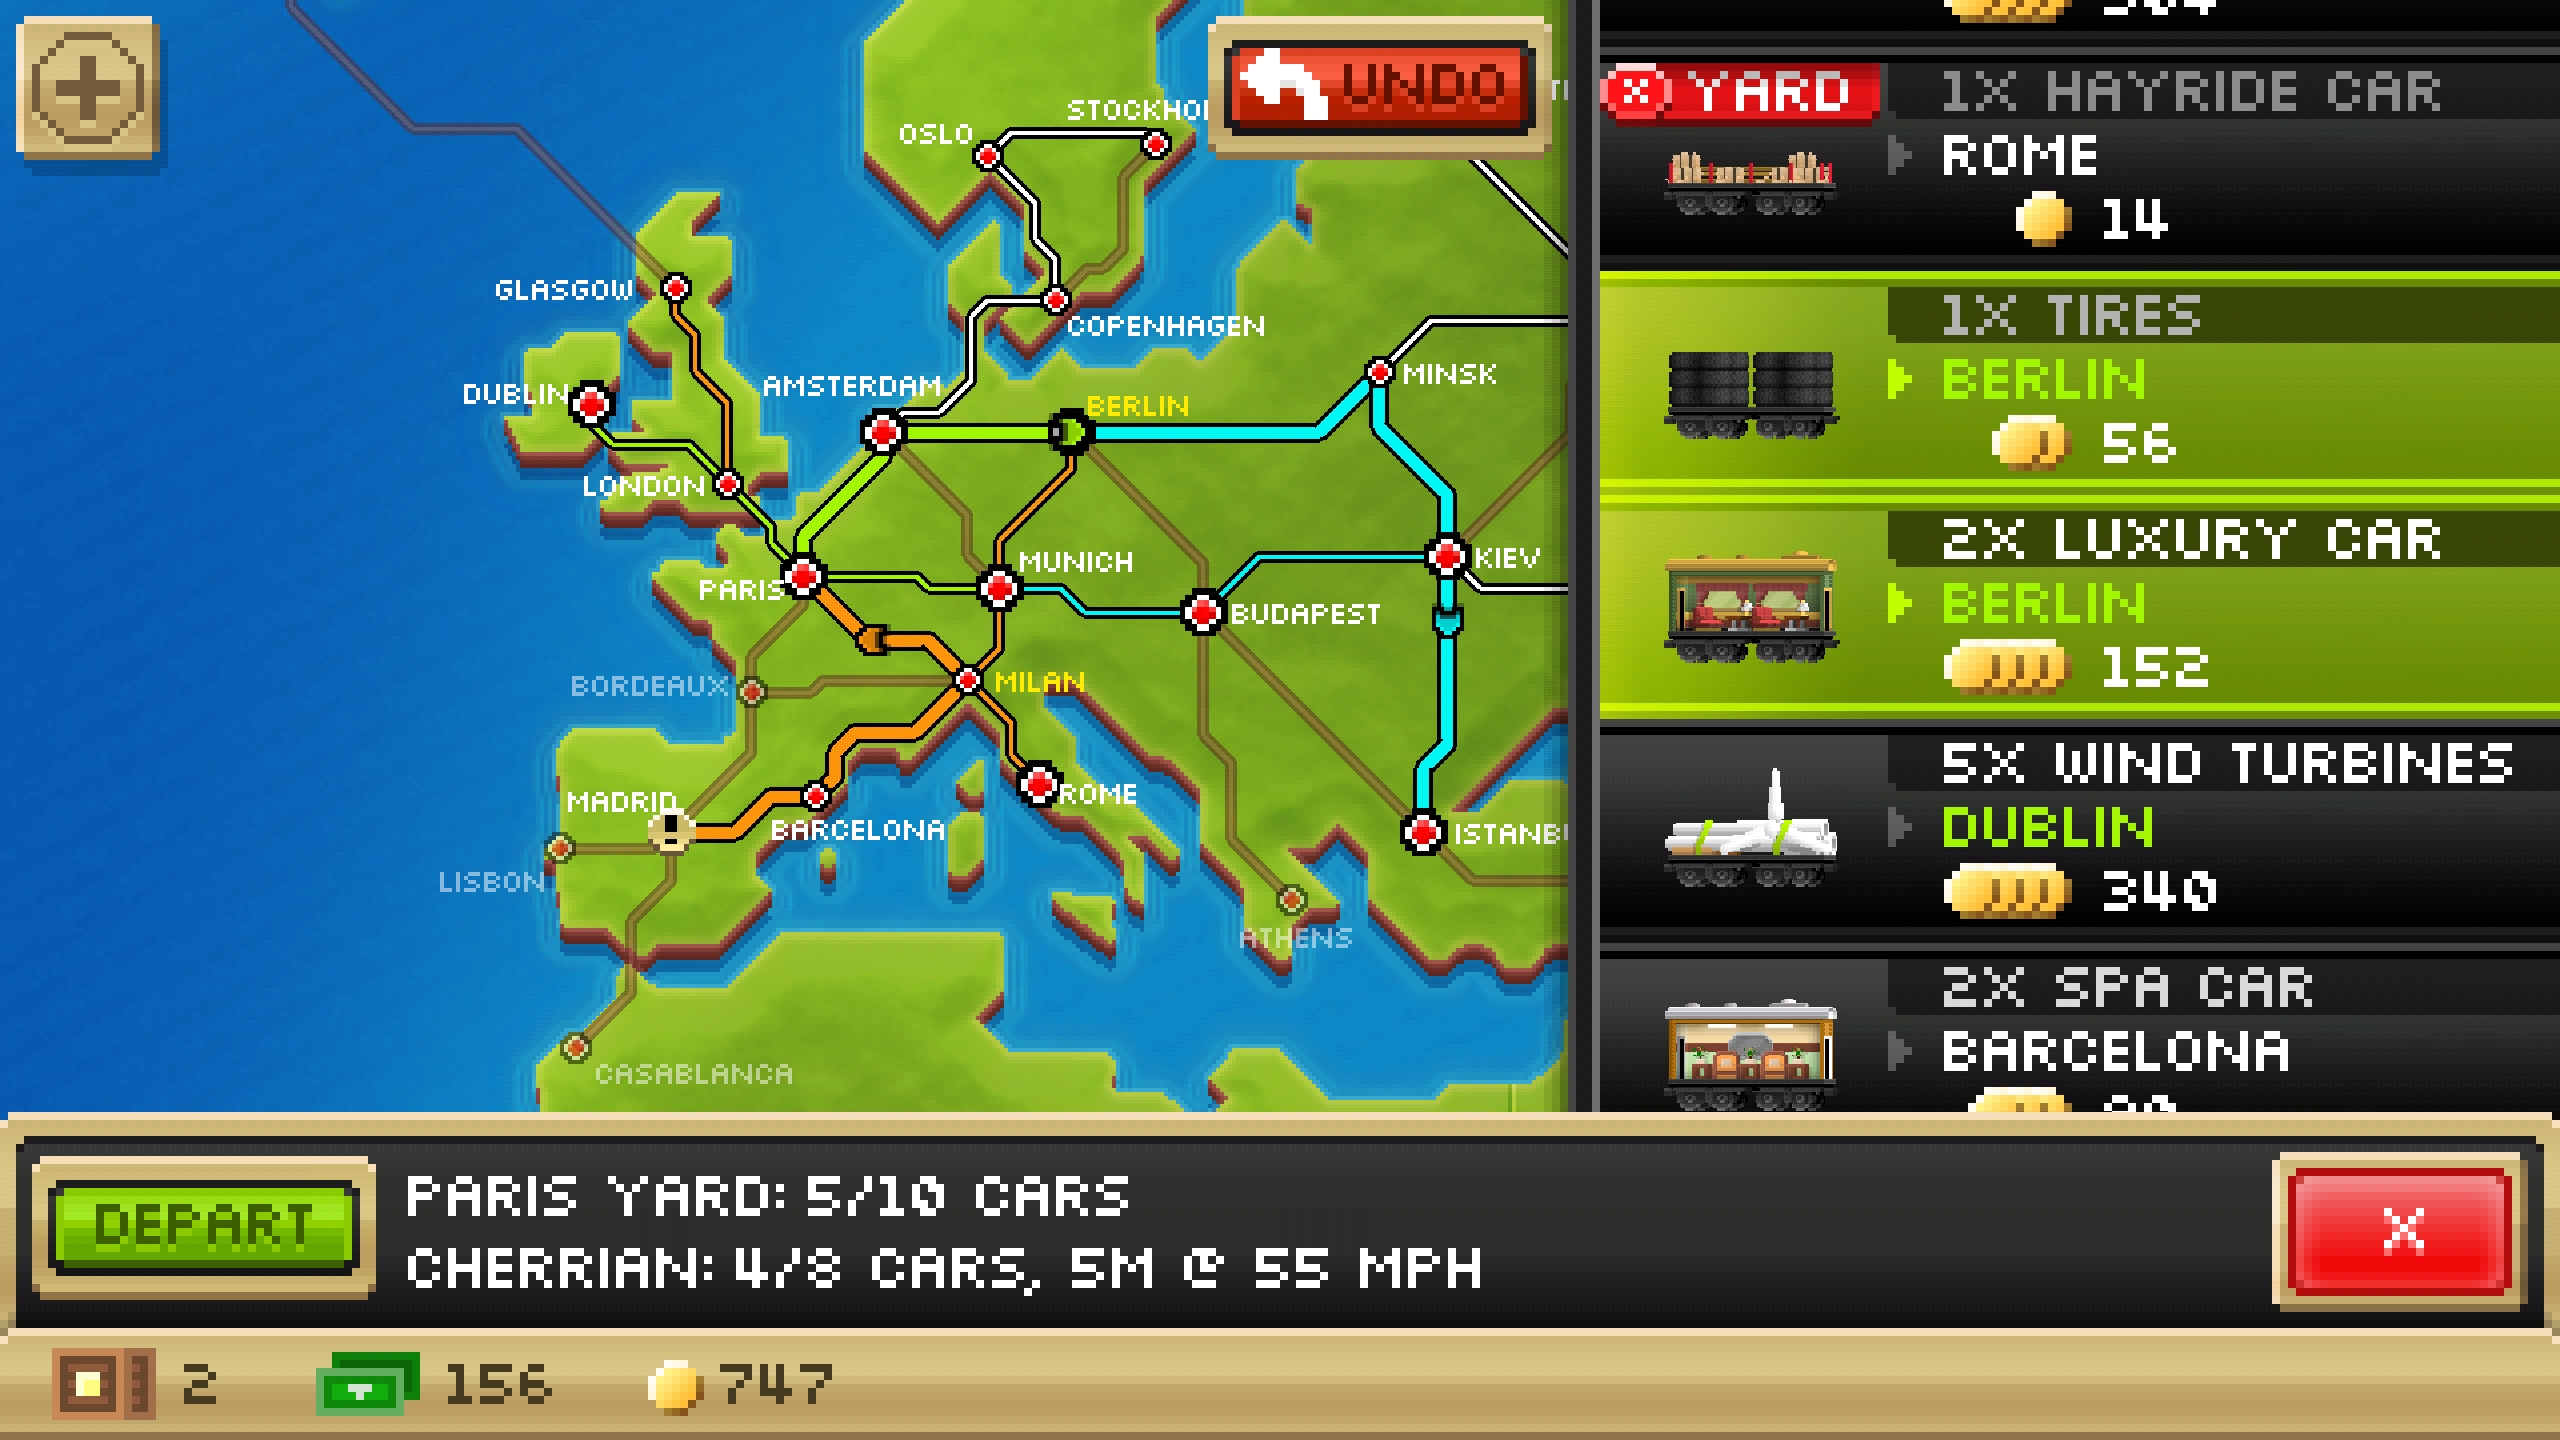 UNDO
STOCKHO
OSLO
GLASGOW
COPENHAGEN
DUBLIN
AMSTERDAM
BERLIN
MINSK
LONDON
MUNICH
KIEV
PARIS
BUDAPEST
BORDEAUX
MILAN
MADRID
ROME
BARCELONA
ISTANB
LISBON
ATHENS
CASABLANCA
YARD
1X HAYRIDE CAR
ROME
14
1X TIRES
BERLIN
56
2X LUXURY CAR
BERLIN
152
5X WIND TURBINES
DUBLIN
340
2X SPA CAR
BARCELONA
DEPART
PARIS YARD: 5/10 CARS
CHERRIAN: 4/8 CARS, 5M @ 55 MPH
X
2
156
747